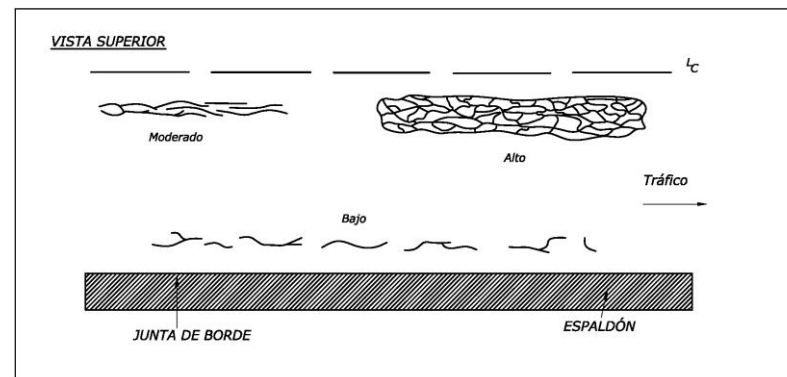 VISTA SUPERIOR
LC
Moderado
Alto
Tráfico
Bajo
JUNTA DE BORDE
ESPALDÓN